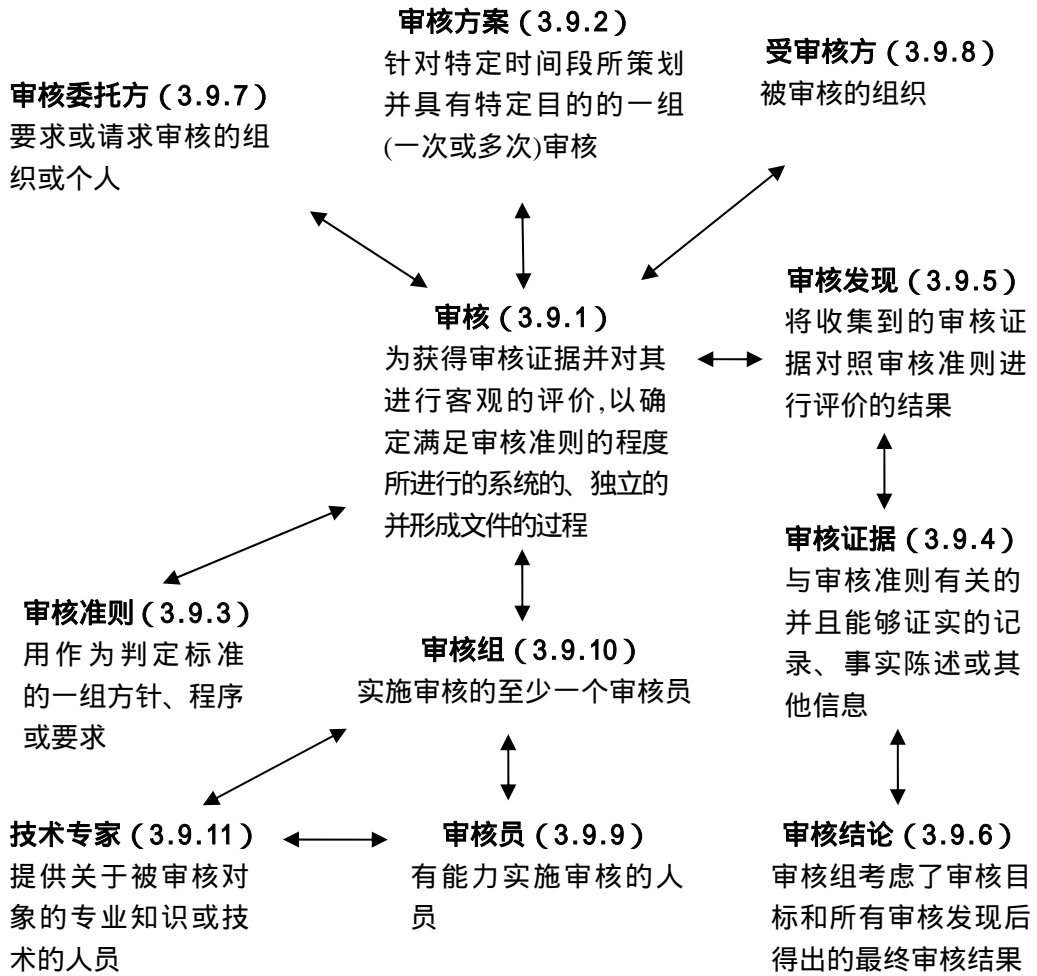 审核方案（3.9.2）
针对特定时间段所策划
并具有特定目的的一组
(一次或多次)审核
受审核方（3.9.8）
被审核的组织
审核委托方（3.9.7）
要求或请求审核的组
织或个人
审核（3.9.1）
为获得审核证据并对其
进行客观的评价,以确
定满足审核准则的程度
所进行的系统的、独立的
并形成文件的过程
审核发现（3.9.5）
将收集到的审核证
据对照审核准则进
行评价的结果
审核证据（3.9.4）
与审核准则有关的
并且能够证实的记
录、事实陈述或其
他信息
审核准则（3.9.3）
用作为判定标准
的一组方针、程序
或要求
审核组（3.9.10）
实施审核的至少一个审核员
技术专家（3.9.11）
提供关于被审核对
象的专业知识或技
术的人员
审核员（3.9.9）
有能力实施审核的人
员
审核结论（3.9.6）
审核组考虑了审核目
标和所有审核发现后
得出的最终审核结果